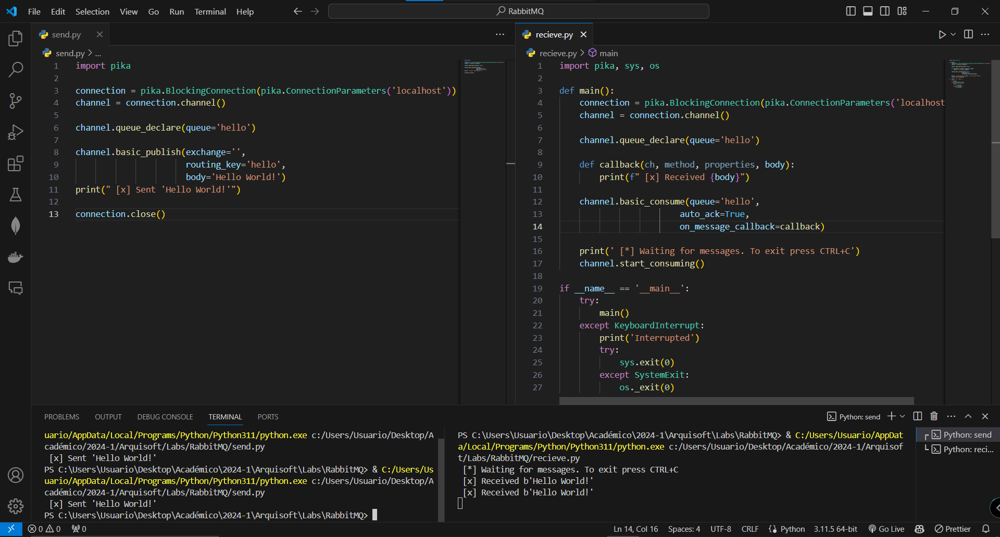 File Edit Selection View Go Run Terminal Help
RabbitMQ
send.py
send.py > ...
1 import pika
2
3 connection = pika.BlockingConnection(pika.ConnectionParameters('localhost'))
4 channel = connection.channel()
5
6 channel.queue_declare(queue='hello')
7
8 channel.basic_publish(exchange='',
9 routing_key='hello',
10 body='Hello World!')
11 print(" [x] Sent 'Hello World!'")
12
13 connection.close()
recieve.py
recieve.py > main
1 import pika, sys, os
2
3 def main():
4 connection = pika.BlockingConnection(pika.ConnectionParameters('localhost
5 channel = connection.channel()
6
7 channel.queue_declare(queue='hello')
8
9 def callback(ch, method, properties, body):
10 print(f" [x] Received {body}")
11
12 channel.basic_consume(queue='hello',
13 auto_ack=True,
14 on_message_callback=callback)
15
16 print(' [*] Waiting for messages. To exit press CTRL+C')
17 channel.start_consuming()
18
19 if __name__ == '__main__':
20 try:
21 main()
22 except KeyboardInterrupt:
23 print('Interrupted')
24 try:
25 sys.exit(0)
26 except SystemExit:
27 os._exit(0)
PROBLEMS OUTPUT DEBUG CONSOLE TERMINAL PORTS
Python: send
uario/AppData/Local/Programs/Python/Python311/python.exe c:/Users/Usuario/Desktop/A
cadémico/2024-1/Arquisoft/Labs/RabbitMQ/send.py
[x] Sent 'Hello World!'
PS C:\Users\Usuario\Desktop\Académico\2024-1\Arquisoft\Labs\RabbitMQ> & C:/Users/Us
uario/AppData/Local/Programs/Python/Python311/python.exe c:/Users/Usuario/Desktop/A
cadémico/2024-1/Arquisoft/Labs/RabbitMQ/send.py
[x] Sent 'Hello World!'
PS C:\Users\Usuario\Desktop\Académico\2024-1\Arquisoft\Labs\RabbitMQ>
PS C:\Users\Usuario\Desktop\Académico\2024-1\Arquisoft\Labs\RabbitMQ> & C:/Users/Usuario/AppDat
a/Local/Programs/Python/Python311/python.exe c:/Users/Usuario/Desktop/Académico/2024-1/Arquisof
t/Labs/RabbitMQ/recieve.py
[*] Waiting for messages. To exit press CTRL+C
[x] Received b'Hello World!'
[x] Received b'Hello World!'
Python: send
Python: reci...
0 0 0
Ln 14, Col 16 Spaces: 4 UTF-8 CRLF Python 3.11.5 64-bit Go Live Prettier